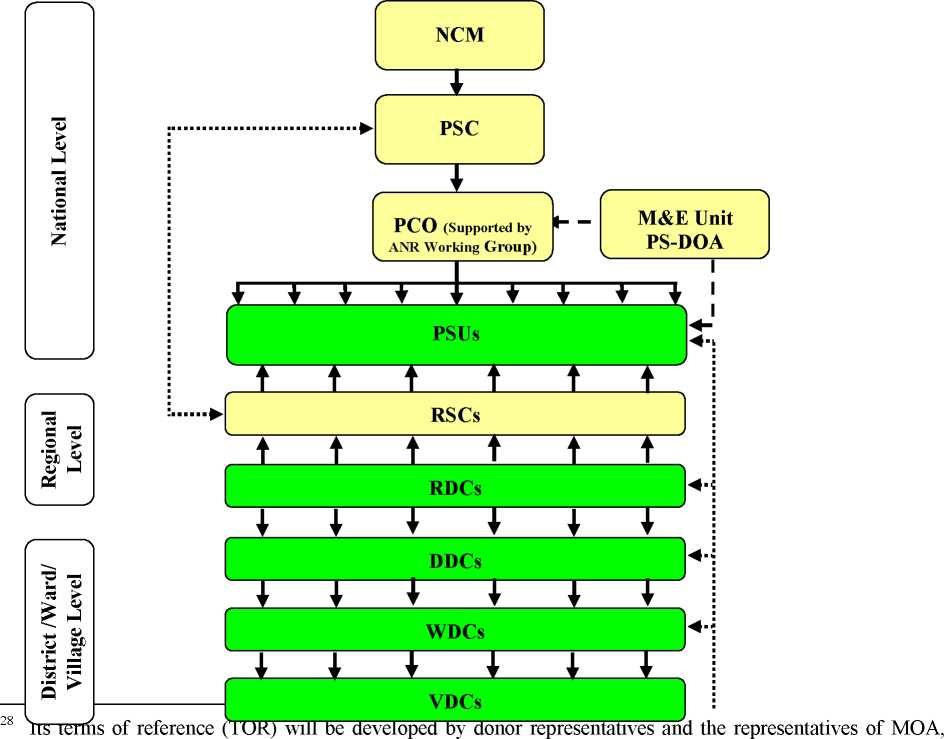 National Level
NCM
PSC
PCO (Supported by
ANR Working Group)
M&E Unit
PS-DOA
PSUs
Regional
Level
RSCs
RDCs
District /Ward/
Village Level
DDCs
WDCs
VDCs
28 Its terms of reference (TOR) will be developed by donor representatives and the representatives of MOA,